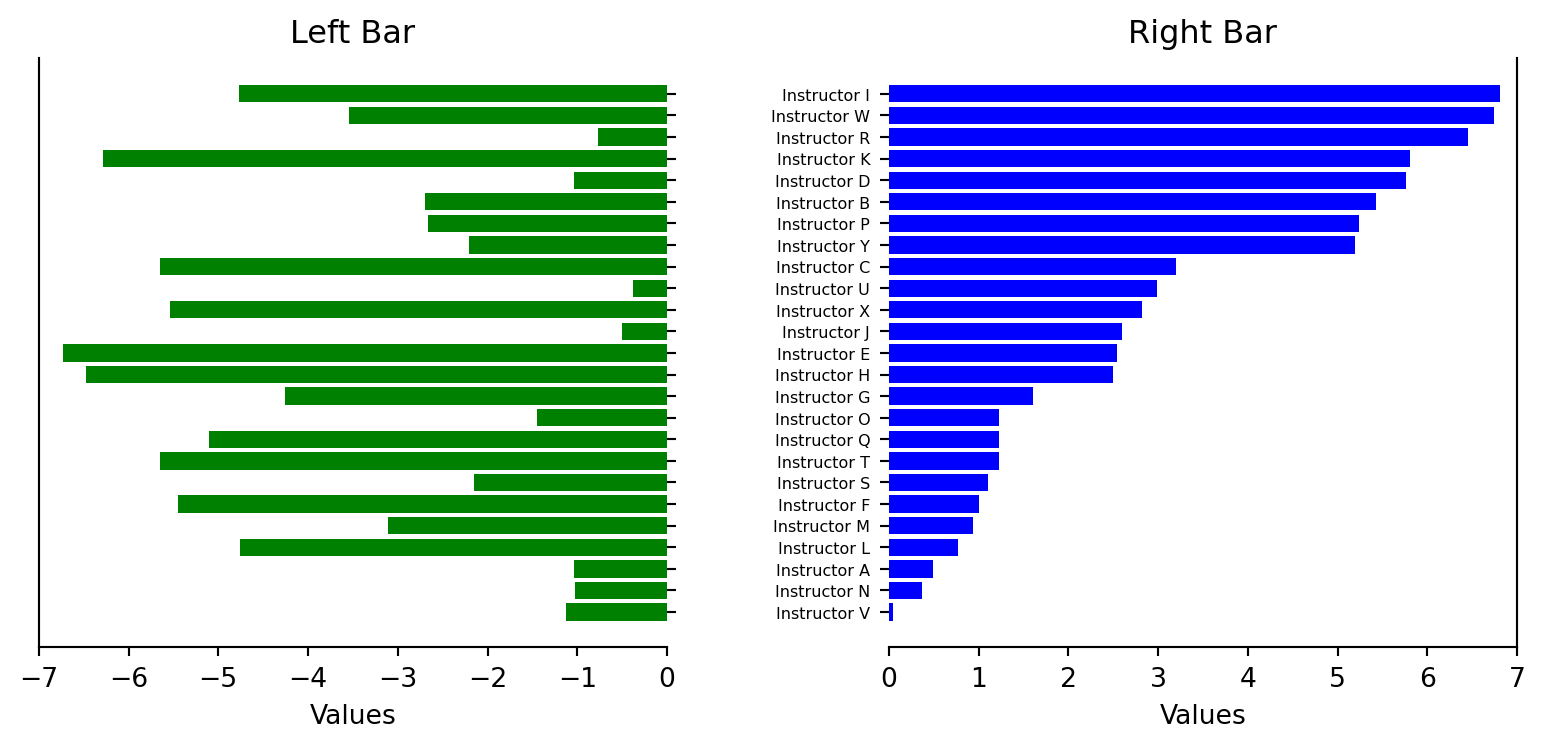 Left Bar
−7 −6 −5 −4 −3 −2 −1 0
Values
Right Bar
Instructor I
Instructor W
Instructor R
Instructor K
Instructor D
Instructor B
Instructor P
Instructor Y
Instructor C
Instructor U
Instructor X
Instructor J
Instructor E
Instructor H
Instructor G
Instructor O
Instructor Q
Instructor T
Instructor S
Instructor F
Instructor M
Instructor L
Instructor A
Instructor N
Instructor V
0 1 2 3 4 5 6 7
Values